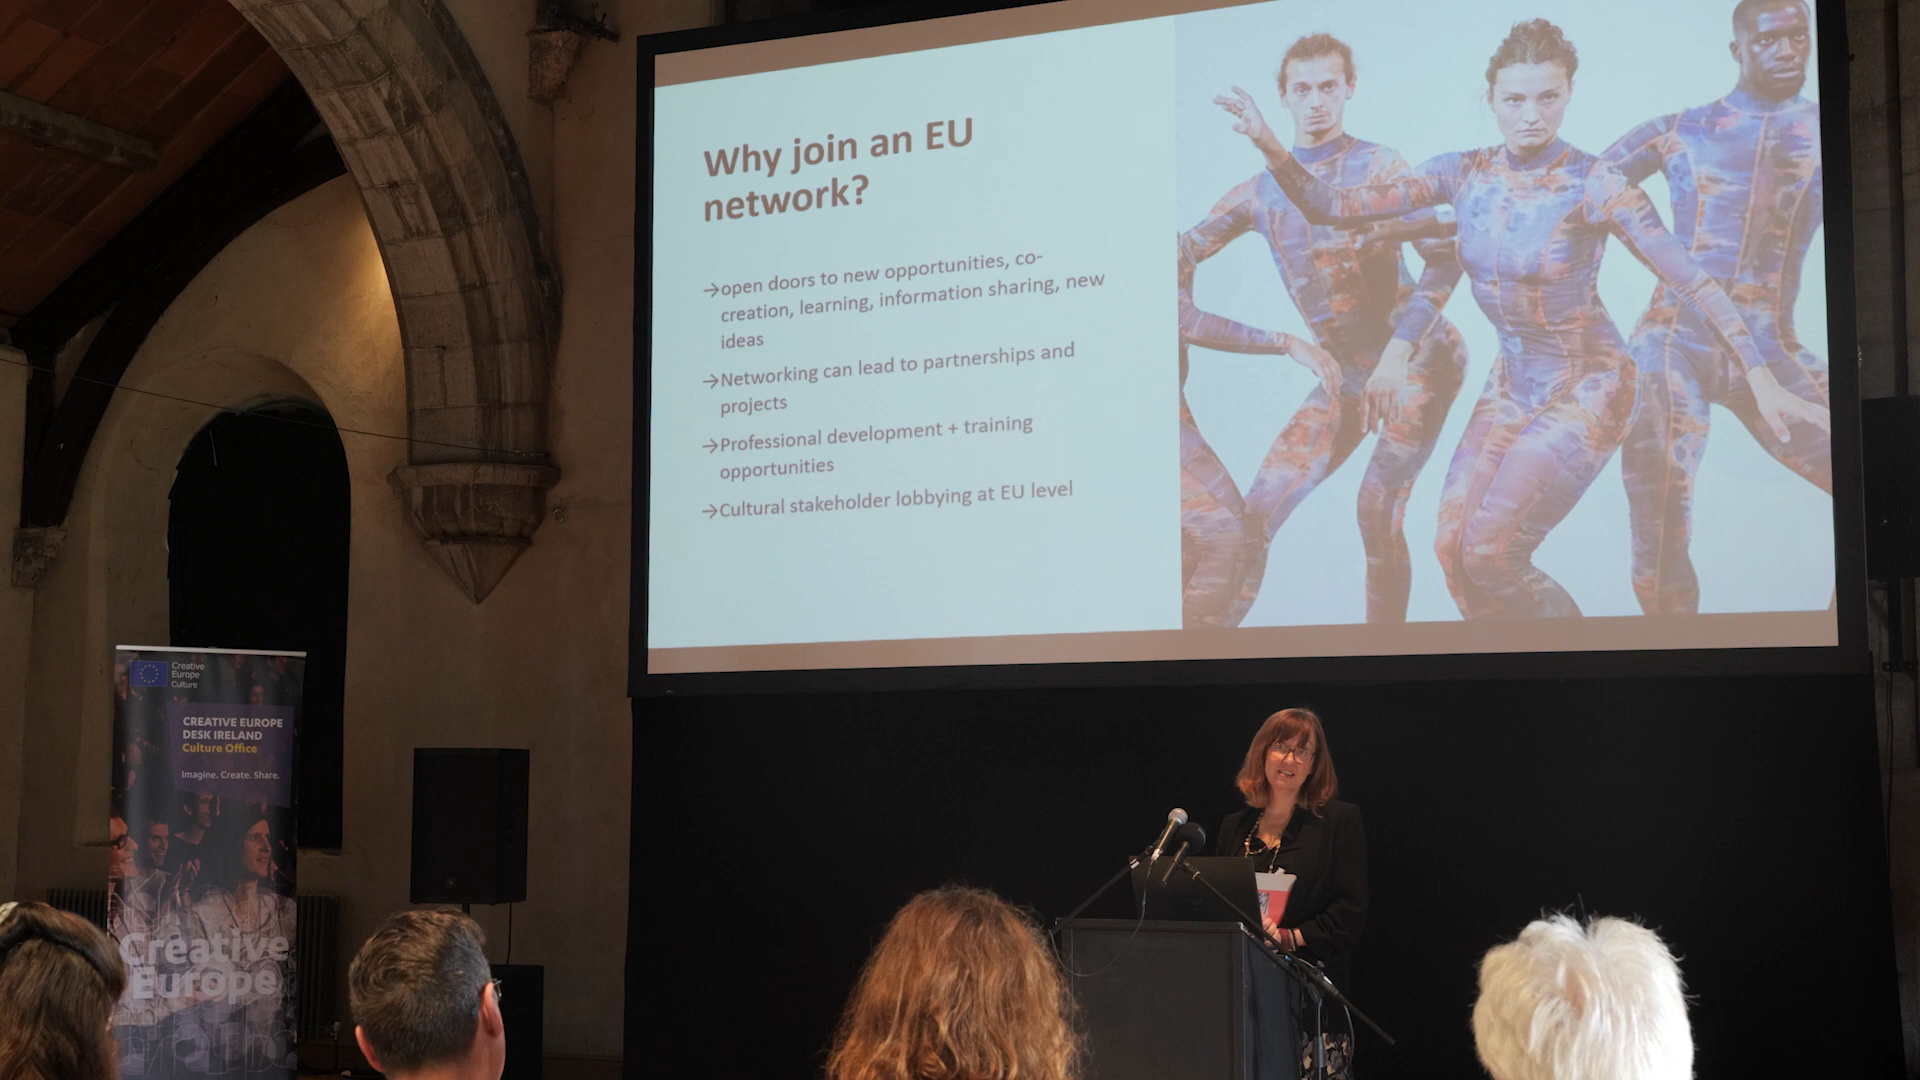 Why join an EU
network?
→open doors to new opportunities, co-
creation, learning, information sharing, new
ideas
→Networking can lead to partnerships and
projects
→Professional development + training
opportunities
→Cultural stakeholder lobbying at EU level
Creative
Europe
Culture
CREATIVE EUROPE
DESK IRELAND
Culture Office
Imagine. Create. Share.
Creative
Europe